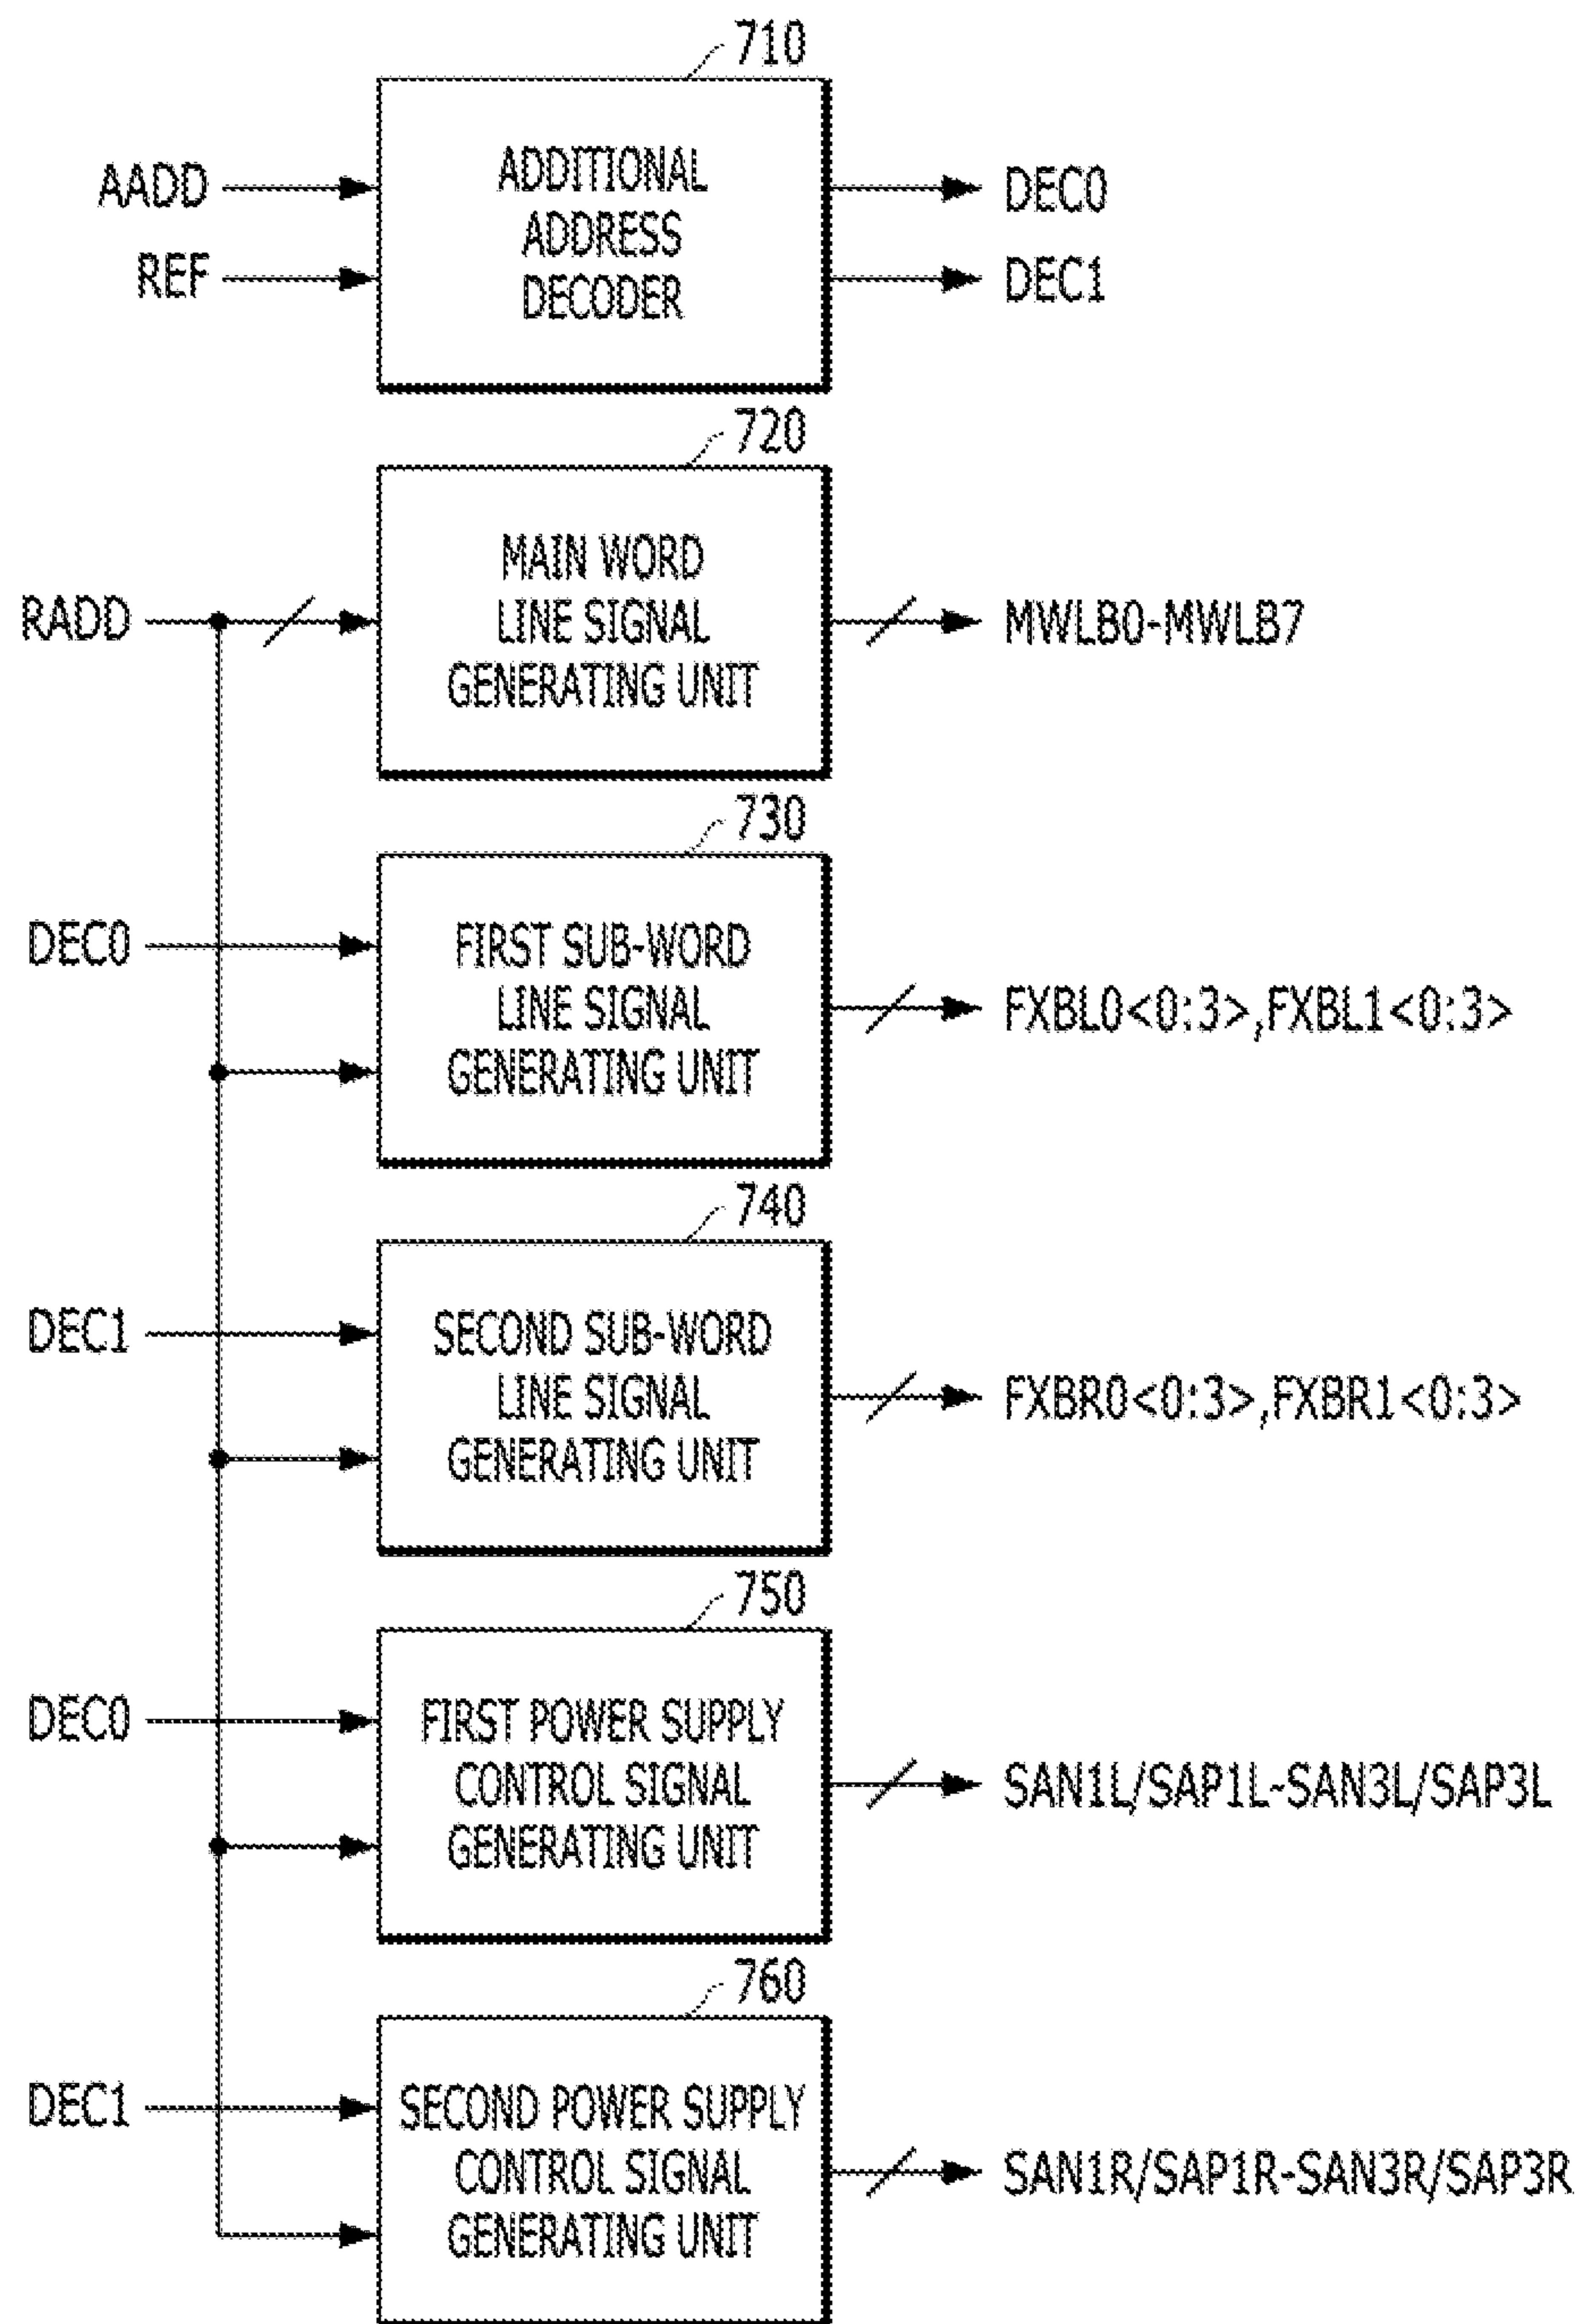 710
AADD
REF
ADDITIONAL
ADDRESS
DECODER
DEC0
DEC1
720
RADD
MAIN WORD
LINE SIGNAL
GENERATING UNIT
MWLB0-MWLB7
730
DEC0
FIRST SUB-WORD
LINE SIGNAL
GENERATING UNIT
FXBL0<0:3>,FXBL1<0:3>
740
DEC1
SECOND SUB-WORD
LINE SIGNAL
GENERATING UNIT
FXBR0<0:3>,FXBR1<0:3>
750
DEC0
FIRST POWER SUPPLY
CONTROL SIGNAL
GENERATING UNIT
SAN1L/SAP1L-SAN3L/SAP3L
760
DEC1
SECOND POWER SUPPLY
CONTROL SIGNAL
GENERATING UNIT
SAN1R/SAP1R-SAN3R/SAP3R